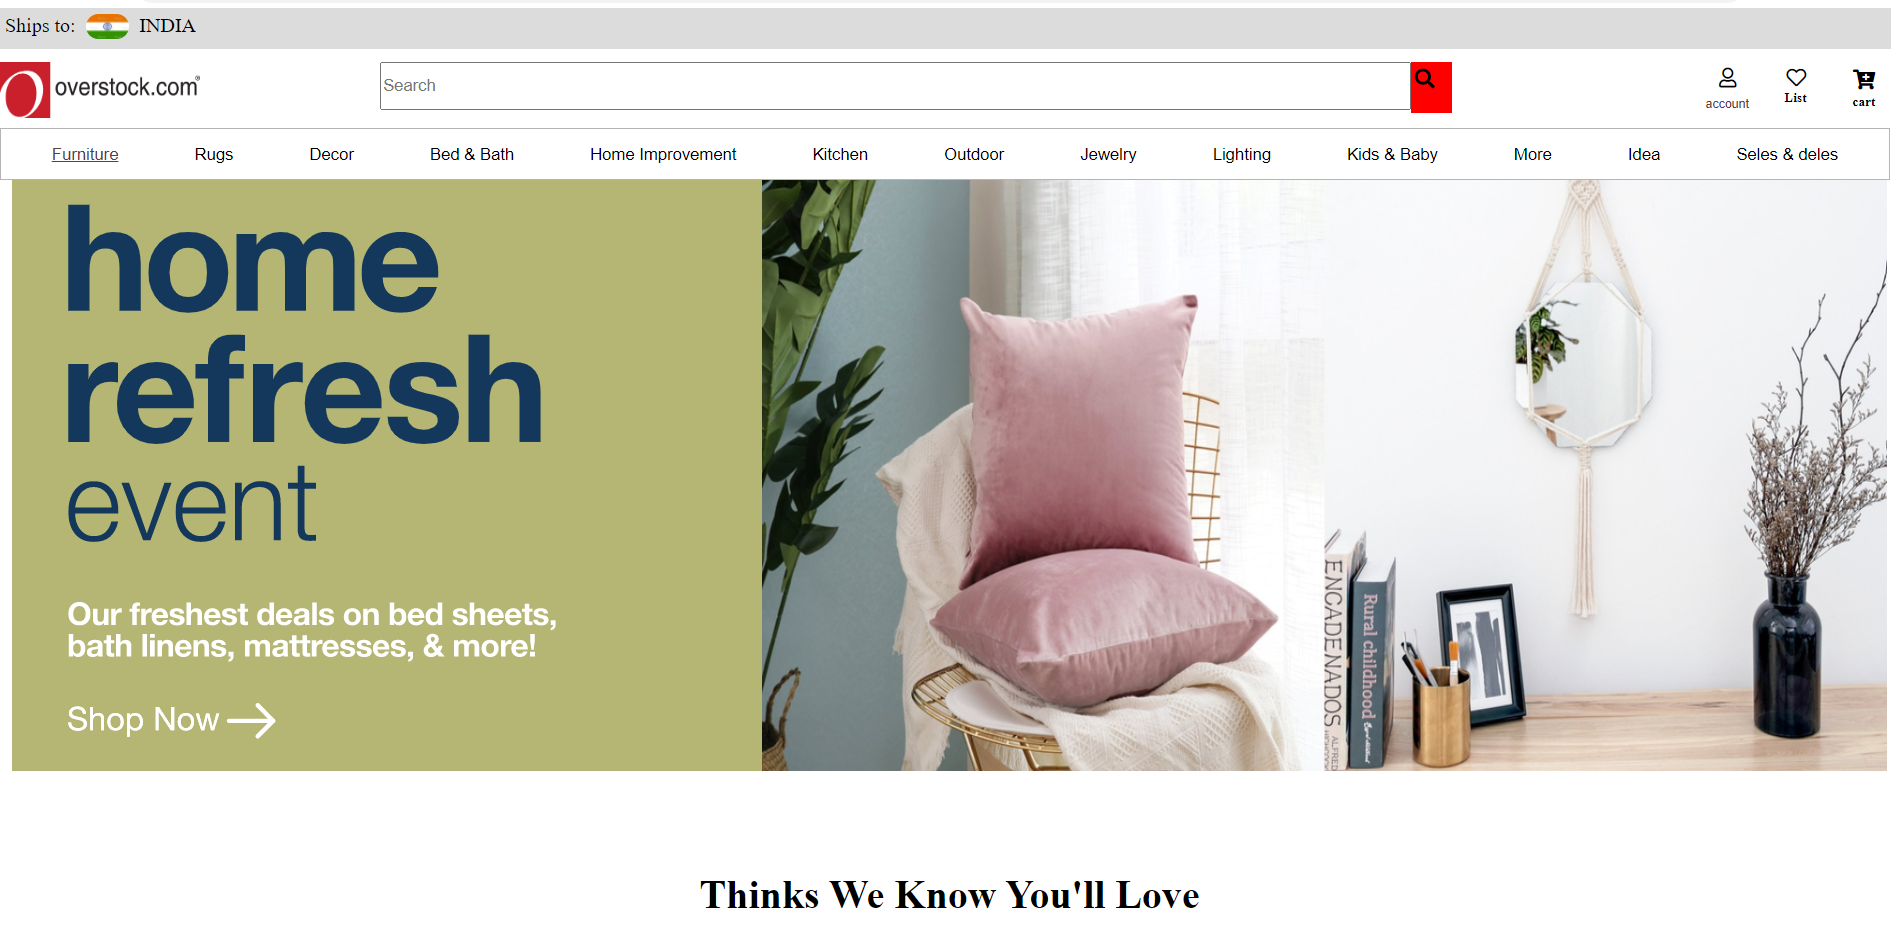 Ships to: INDIA
overstock.com®
Search
account
List
cart
Furniture Rugs Decor Bed & Bath Home Improvement Kitchen Outdoor Jewelry Lighting Kids & Baby More Idea Seles & deles
home
refresh
event
Our freshest deals on bed sheets,
bath linens, mattresses, & more!
Shop Now
ENCADENADOS
ALFRED
Rural childhood
Thinks We Know You'll Love